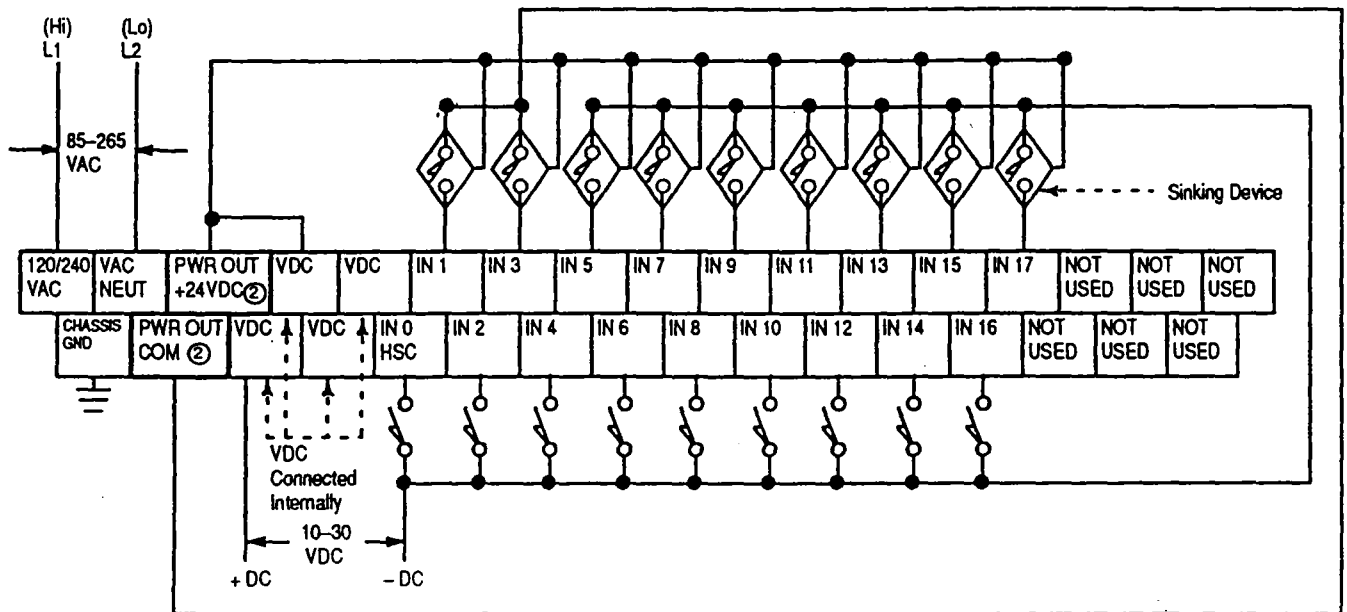 (Hi)
L1
(Lo)
L2
85–265
VAC
Sinking Device
120/240
VAC
VAC
NEUT
PWR OUT
+24VDC②
VDC
VDC
IN 1
IN 3
IN 5
IN 7
IN 9
IN 11
IN 13
IN 15
IN 17
NOT
USED
NOT
USED
NOT
USED
CHASSIS
GND
PWR OUT
COM ②
VDC
VDC
IN 0
HSC
IN 2
IN 4
IN 6
IN 8
IN 10
IN 12
IN 14
IN 16
NOT
USED
NOT
USED
NOT
USED
VDC
Connected
Internally
10–30
VDC
+ DC
– DC